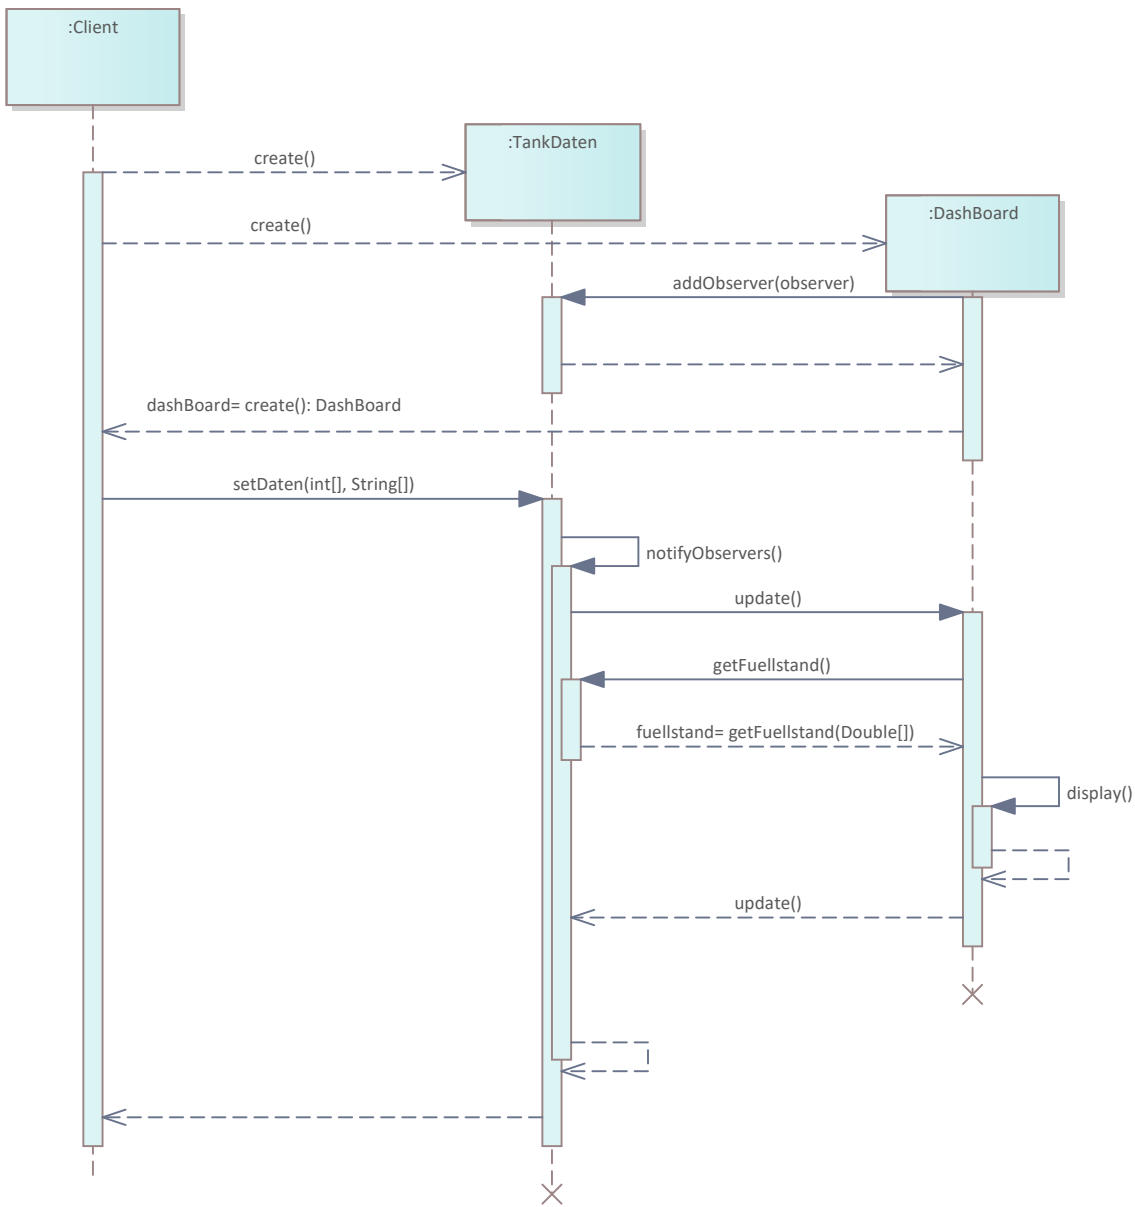 :Client
:TankDaten
create()
:DashBoard
create()
addObserver(observer)
dashBoard= create(): DashBoard
setDaten(int[], String[])
notifyObservers()
update()
getFuellstand()
fuellstand= getFuellstand(Double[])
display()
update()